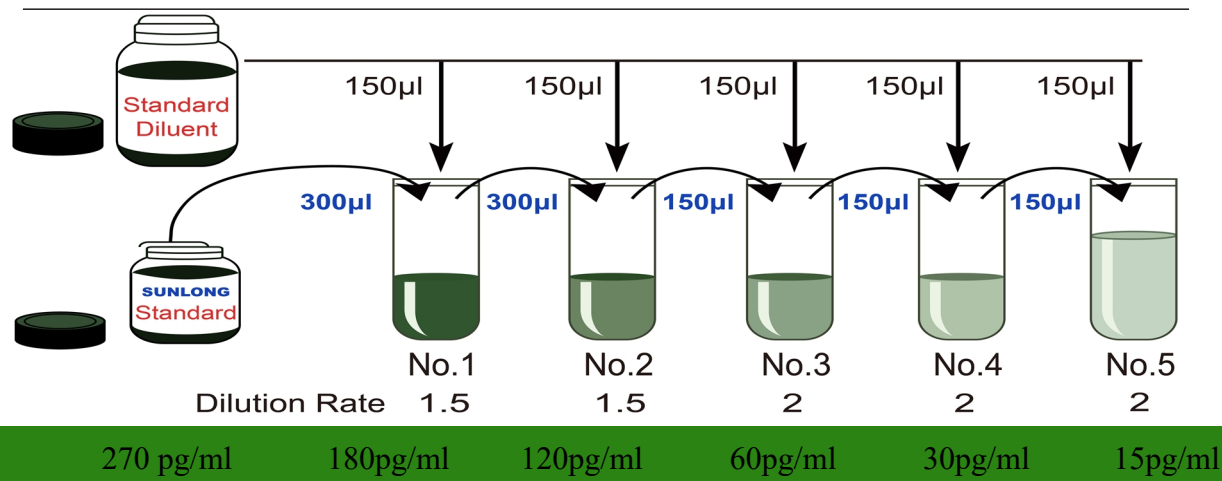 150µl 150µl 150µl 150µl 150µl
Standard
Diluent
300µl 300µl 150µl 150µl 150µl
SUNLONG
Standard
No.1 No.2 No.3 No.4 No.5
Dilution Rate 1.5 1.5 2 2 2
270 pg/ml 180pg/ml 120pg/ml 60pg/ml 30pg/ml 15pg/ml